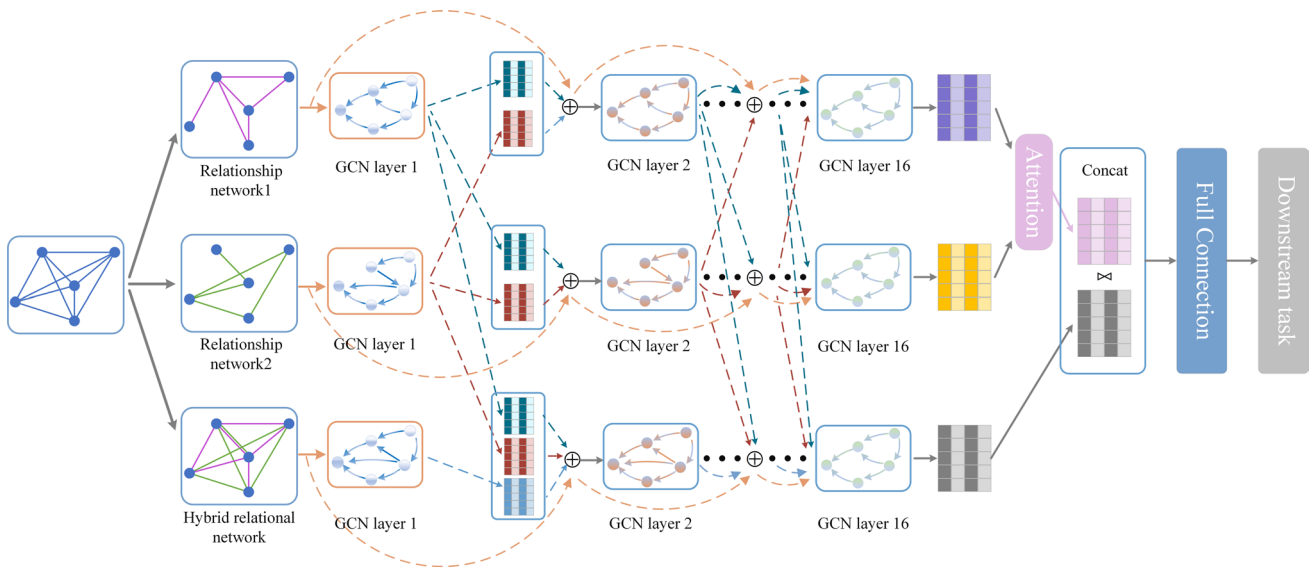 Relationship
network1
GCN layer 1
GCN layer 2
GCN layer 16
Attention
Concat
Full Connection
Downstream task
Relationship
network2
GCN layer 1
GCN layer 2
GCN layer 16
Hybrid relational
network
GCN layer 1
GCN layer 2
GCN layer 16